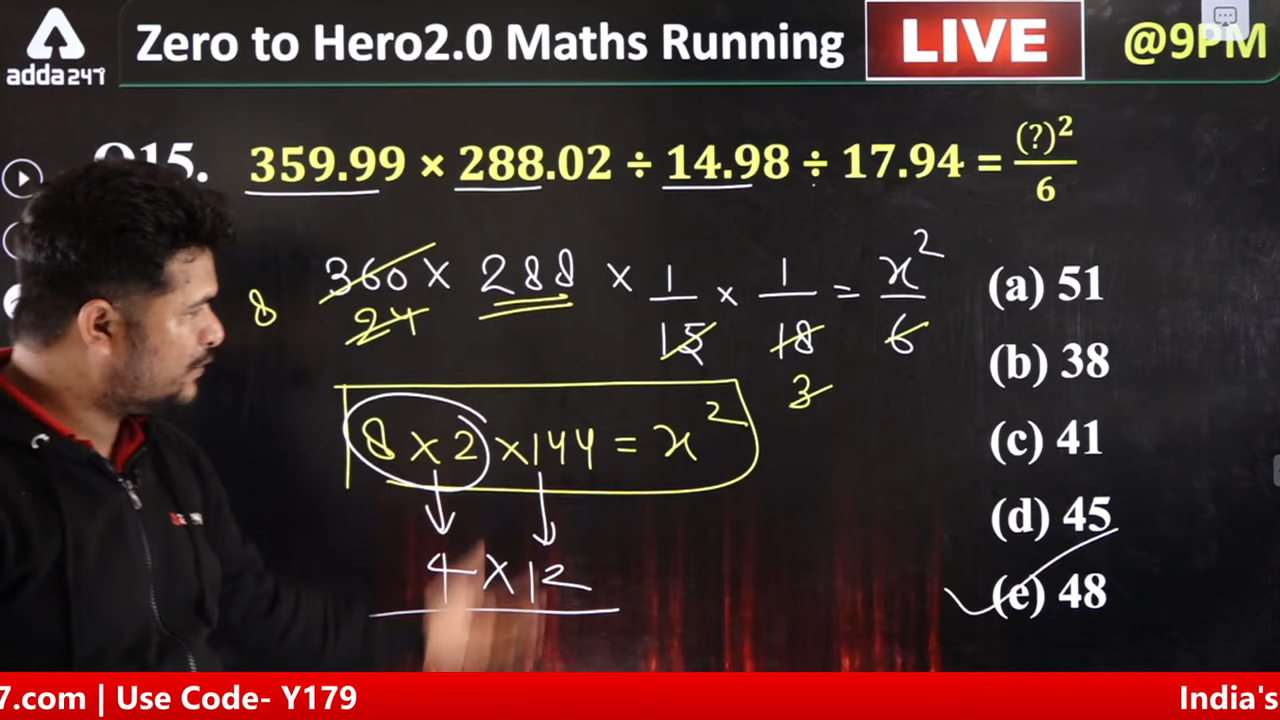 Zero to Hero2.0 Maths Running LIVE @9PM
adda247
Q15. 359.99 × 288.02 ÷ 14.98 ÷ 17.94 = (?)²/6
8 360 × 288 × 1/15 × 1/18 = x²/6
24 3
8 × 2 × 144 = x²
4 × 12
(a) 51
(b) 38
(c) 41
(d) 45
(e) 48
7.com | Use Code- Y179 India's